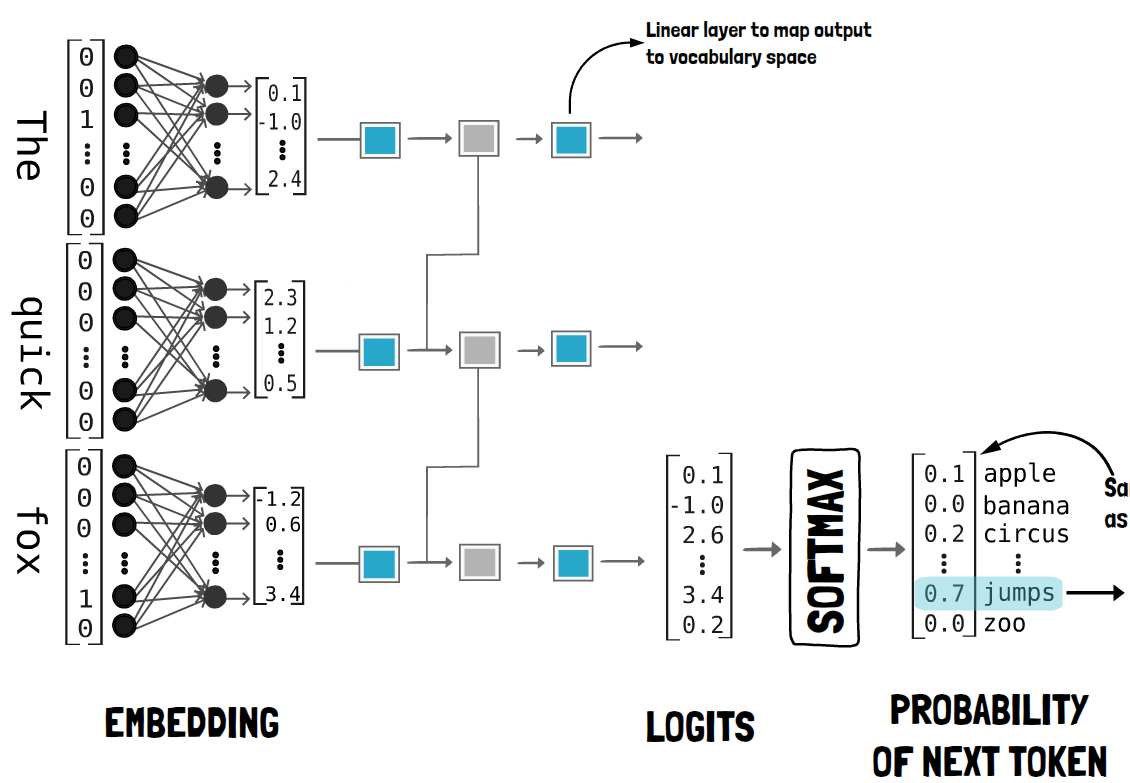 Linear layer to map output
to vocabulary space
The
0
0
1
0
0
0.1
-1.0
2.4
quick
0
0
0
0
0
2.3
1.2
0.5
fox
0
0
0
1
0
-1.2
0.6
3.4
0.1
-1.0
2.6
3.4
0.2
SOFTMAX
0.1 apple
0.0 banana
0.2 circus
0.7 jumps
0.0 zoo
as
EMBEDDING
LOGITS
PROBABILITY
OF NEXT TOKEN